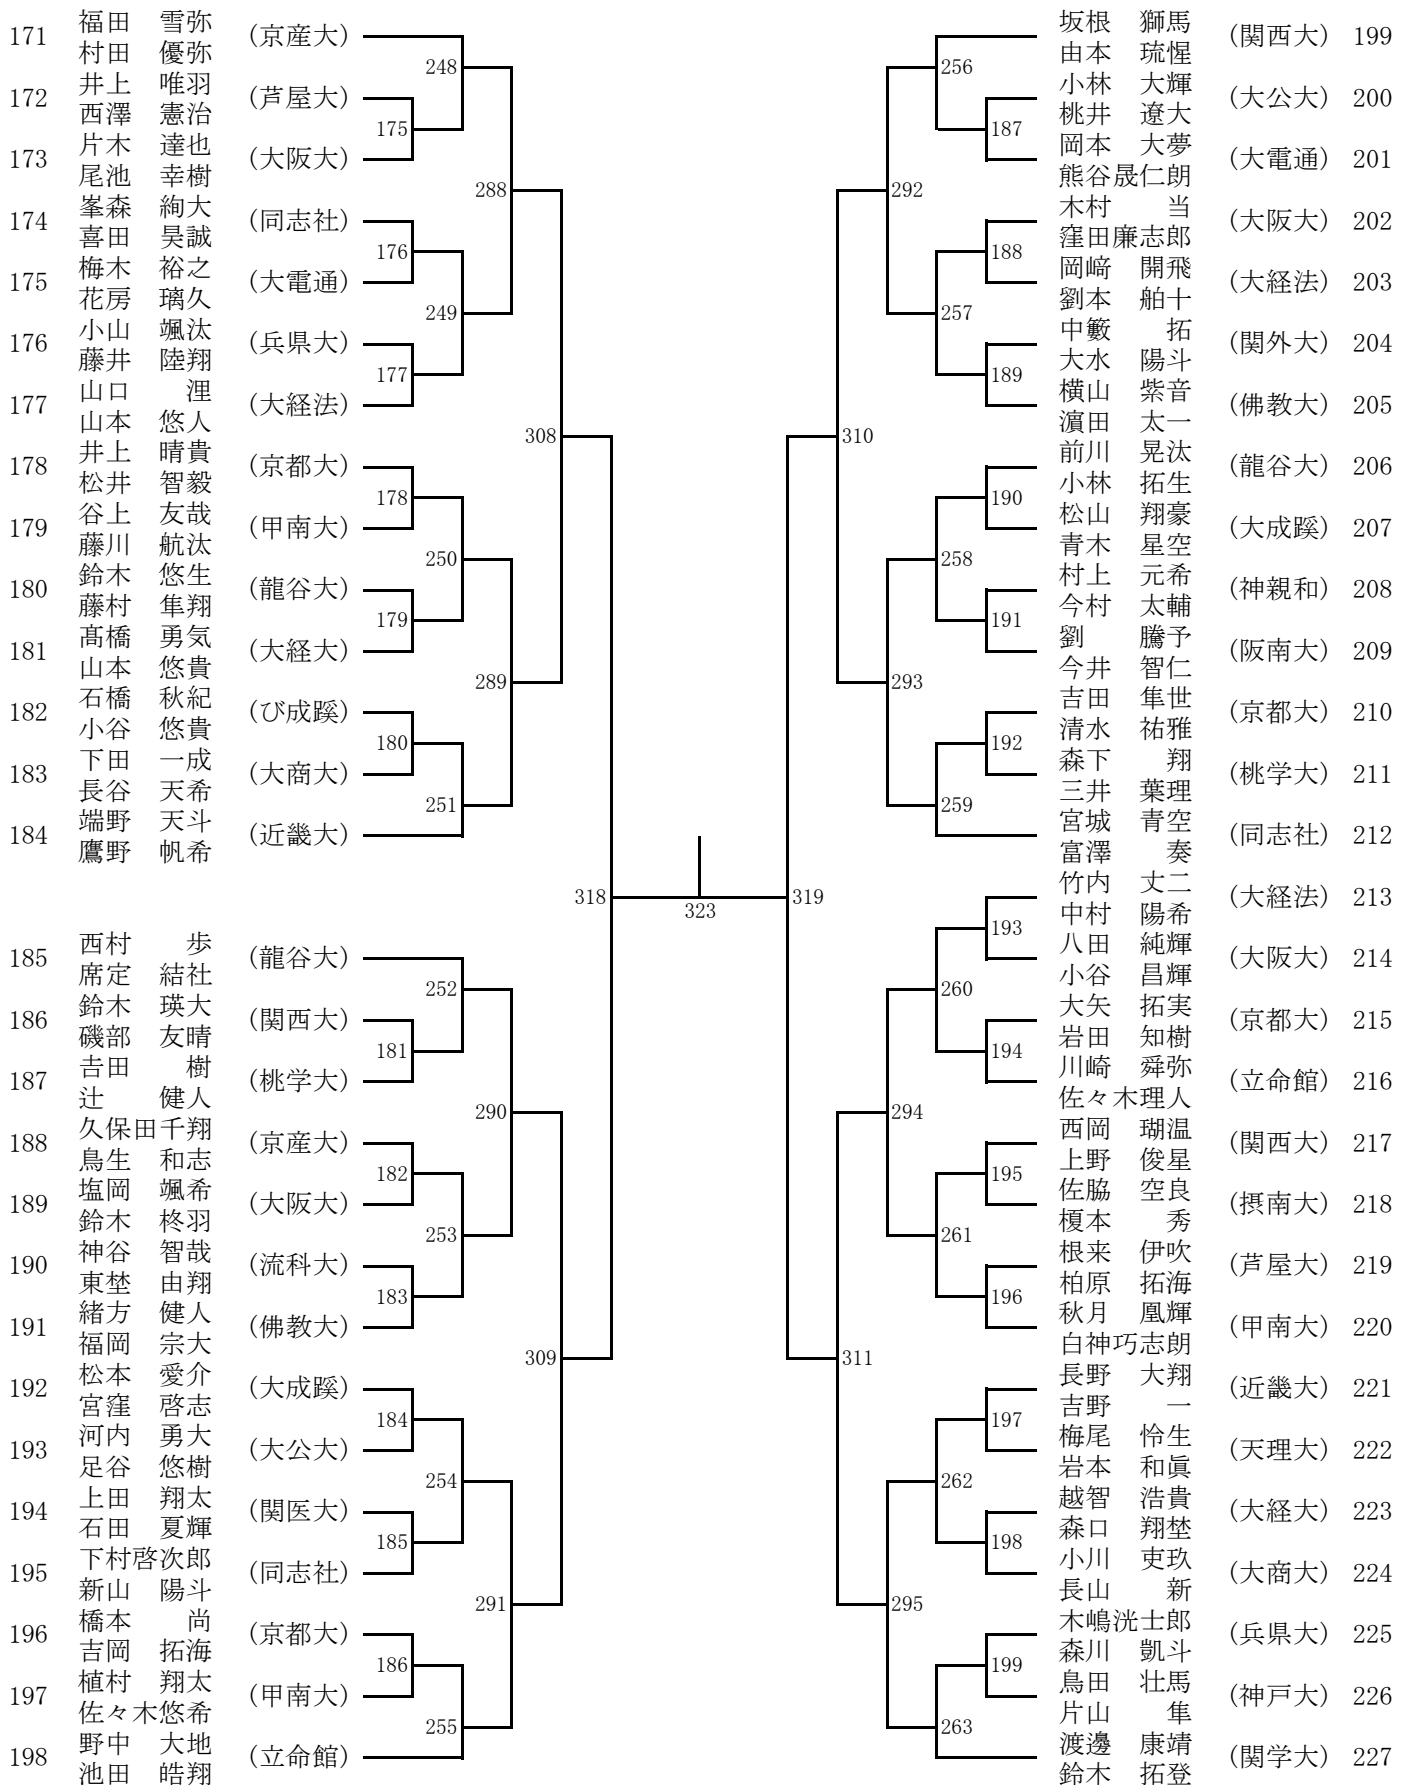 171 福田 雪弥 (京産大)
村田 優弥
172 井上 唯羽 (芦屋大)
西澤 憲治
173 片木 達也 (大阪大)
尾池 幸樹
174 峯森 絢大 (同志社)
喜田 昊誠
175 梅木 裕之 (大電通)
花房 璃久
176 小山 颯汰 (兵県大)
藤井 陸翔
177 山口 浬 (大経法)
山本 悠人
178 井上 晴貴 (京都大)
松井 智毅
179 谷上 友哉 (甲南大)
藤川 航汰
180 鈴木 悠生 (龍谷大)
藤村 隼翔
181 髙橋 勇気 (大経大)
山本 悠貴
182 石橋 秋紀 (び成蹊)
小谷 悠貴
183 下田 一成 (大商大)
長谷 天希
184 端野 天斗 (近畿大)
鷹野 帆希
185 西村 歩 (龍谷大)
席定 結社
186 鈴木 瑛大 (関西大)
磯部 友晴
187 𠮷田 樹 (桃学大)
辻 健人
188 久保田千翔 (京産大)
鳥生 和志
189 塩岡 颯希 (大阪大)
鈴木 柊羽
190 神谷 智哉 (流科大)
東埜 由翔
191 緒方 健人 (佛教大)
福岡 宗大
192 松本 愛介 (大成蹊)
宮窪 啓志
193 河内 勇大 (大公大)
足谷 悠樹
194 上田 翔太 (関医大)
石田 夏輝
195 下村啓次郎 (同志社)
新山 陽斗
196 橋本 尚 (京都大)
吉岡 拓海
197 植村 翔太 (甲南大)
佐々木悠希
198 野中 大地 (立命館)
池田 皓翔
248
175
288
176
249
177
308
178
250
179
289
180
251
318
252
181
290
182
253
183
309
184
254
185
291
186
255
323
319
256
187
292
188
257
189
310
190
258
191
293
192
259
193
260
194
294
195
261
196
311
197
262
198
295
199
263
坂根 獅馬 (関西大) 199
由本 琉惺
小林 大輝 (大公大) 200
桃井 遼大
岡本 大夢 (大電通) 201
熊谷晟仁朗
木村 当 (大阪大) 202
窪田廉志郎
岡﨑 開飛 (大経法) 203
劉本 舶十
中籔 拓 (関外大) 204
大水 陽斗
横山 紫音 (佛教大) 205
濵田 太一
前川 晃汰 (龍谷大) 206
小林 拓生
松山 翔豪 (大成蹊) 207
青木 星空
村上 元希 (神親和) 208
今村 太輔
劉 騰予 (阪南大) 209
今井 智仁
吉田 隼世 (京都大) 210
清水 祐雅
森下 翔 (桃学大) 211
三井 葉理
宮城 青空 (同志社) 212
富澤 奏
竹内 丈二 (大経法) 213
中村 陽希
八田 純輝 (大阪大) 214
小谷 昌輝
大矢 拓実 (京都大) 215
岩田 知樹
川崎 舜弥 (立命館) 216
佐々木理人
西岡 瑚温 (関西大) 217
上野 俊星
佐脇 空良 (摂南大) 218
榎本 秀
根来 伊吹 (芦屋大) 219
柏原 拓海
秋月 凰輝 (甲南大) 220
白神巧志朗
長野 大翔 (近畿大) 221
吉野 一
梅尾 怜生 (天理大) 222
岩本 和眞
越智 浩貴 (大経大) 223
森口 翔埜
小川 吏玖 (大商大) 224
長山 新
木嶋洸士郎 (兵県大) 225
森川 凱斗
鳥田 壮馬 (神戸大) 226
片山 隼
渡邊 康靖 (関学大) 227
鈴木 拓登